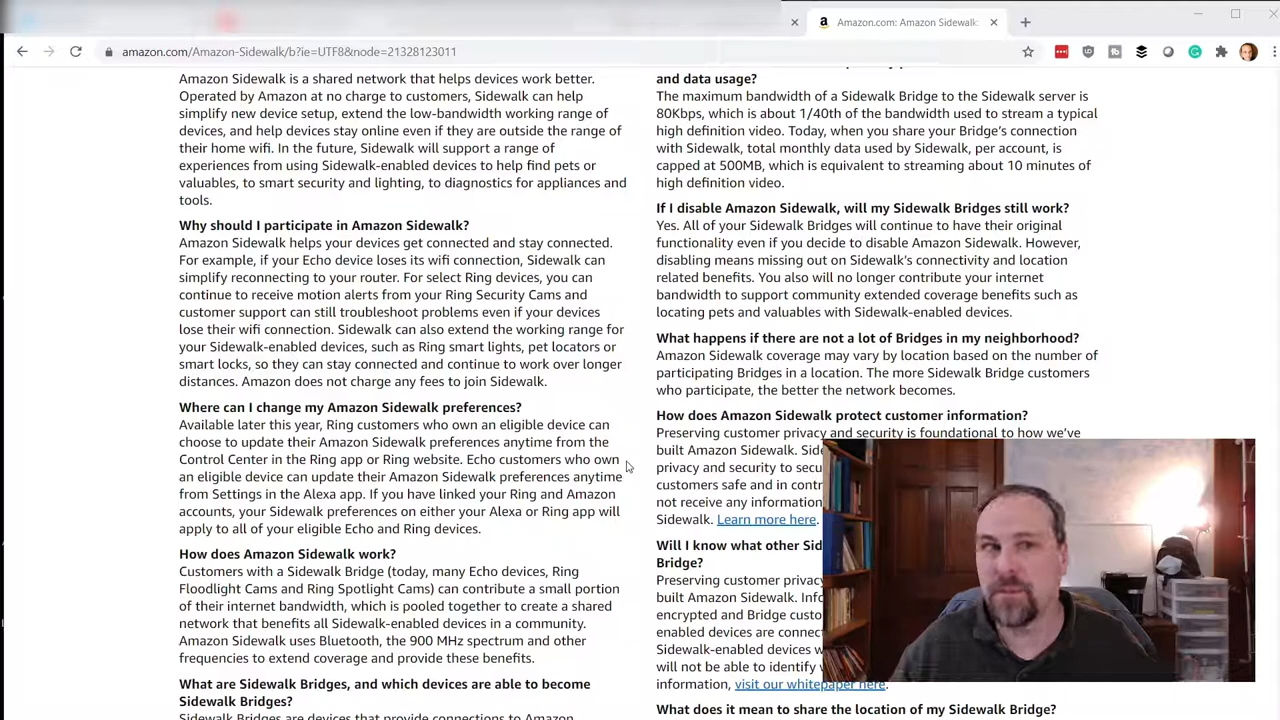 Amazon.com: Amazon Sidewalk:
amazon.com/Amazon-Sidewalk/b?ie=UTF8&node=21328123011
Amazon Sidewalk is a shared network that helps devices work better.
Operated by Amazon at no charge to customers, Sidewalk can help
simplify new device setup, extend the low-bandwidth working range of
devices, and help devices stay online even if they are outside the range of
their home wifi. In the future, Sidewalk will support a range of
experiences from using Sidewalk-enabled devices to help find pets or
valuables, to smart security and lighting, to diagnostics for appliances and
tools.
Why should I participate in Amazon Sidewalk?
Amazon Sidewalk helps your devices get connected and stay connected.
For example, if your Echo device loses its wifi connection, Sidewalk can
simplify reconnecting to your router. For select Ring devices, you can
continue to receive motion alerts from your Ring Security Cams and
customer support can still troubleshoot problems even if your devices
lose their wifi connection. Sidewalk can also extend the working range for
your Sidewalk-enabled devices, such as Ring smart lights, pet locators or
smart locks, so they can stay connected and continue to work over longer
distances. Amazon does not charge any fees to join Sidewalk.
Where can I change my Amazon Sidewalk preferences?
Available later this year, Ring customers who own an eligible device can
choose to update their Amazon Sidewalk preferences anytime from the
Control Center in the Ring app or Ring website. Echo customers who own
an eligible device can update their Amazon Sidewalk preferences anytime
from Settings in the Alexa app. If you have linked your Ring and Amazon
accounts, your Sidewalk preferences on either your Alexa or Ring app will
apply to all of your eligible Echo and Ring devices.
How does Amazon Sidewalk work?
Customers with a Sidewalk Bridge (today, many Echo devices, Ring
Floodlight Cams and Ring Spotlight Cams) can contribute a small portion
of their internet bandwidth, which is pooled together to create a shared
network that benefits all Sidewalk-enabled devices in a community.
Amazon Sidewalk uses Bluetooth, the 900 MHz spectrum and other
frequencies to extend coverage and provide these benefits.
What are Sidewalk Bridges, and which devices are able to become
Sidewalk Bridges?
Sidewalk Bridges are devices that provide connections to Amazon
and data usage?
The maximum bandwidth of a Sidewalk Bridge to the Sidewalk server is
80Kbps, which is about 1/40th of the bandwidth used to stream a typical
high definition video. Today, when you share your Bridge's connection
with Sidewalk, total monthly data used by Sidewalk, per account, is
capped at 500MB, which is equivalent to streaming about 10 minutes of
high definition video.
If I disable Amazon Sidewalk, will my Sidewalk Bridges still work?
Yes. All of your Sidewalk Bridges will continue to have their original
functionality even if you decide to disable Amazon Sidewalk. However,
disabling means missing out on Sidewalk's connectivity and location
related benefits. You also will no longer contribute your internet
bandwidth to support community extended coverage benefits such as
locating pets and valuables with Sidewalk-enabled devices.
What happens if there are not a lot of Bridges in my neighborhood?
Amazon Sidewalk coverage may vary by location based on the number of
participating Bridges in a location. The more Sidewalk Bridge customers
who participate, the better the network becomes.
How does Amazon Sidewalk protect customer information?
Preserving customer privacy and security is foundational to how we've
built Amazon Sidewalk. Sid
privacy and security to secu
customers safe and in contr
not receive any information
Sidewalk. Learn more here.
Will I know what other Sid
Bridge?
Preserving customer privacy
built Amazon Sidewalk. Info
encrypted and Bridge custo
enabled devices are connect
Sidewalk-enabled devices w
will not be able to identify
information, visit our whitepaper here.
What does it mean to share the location of my Sidewalk Bridge?